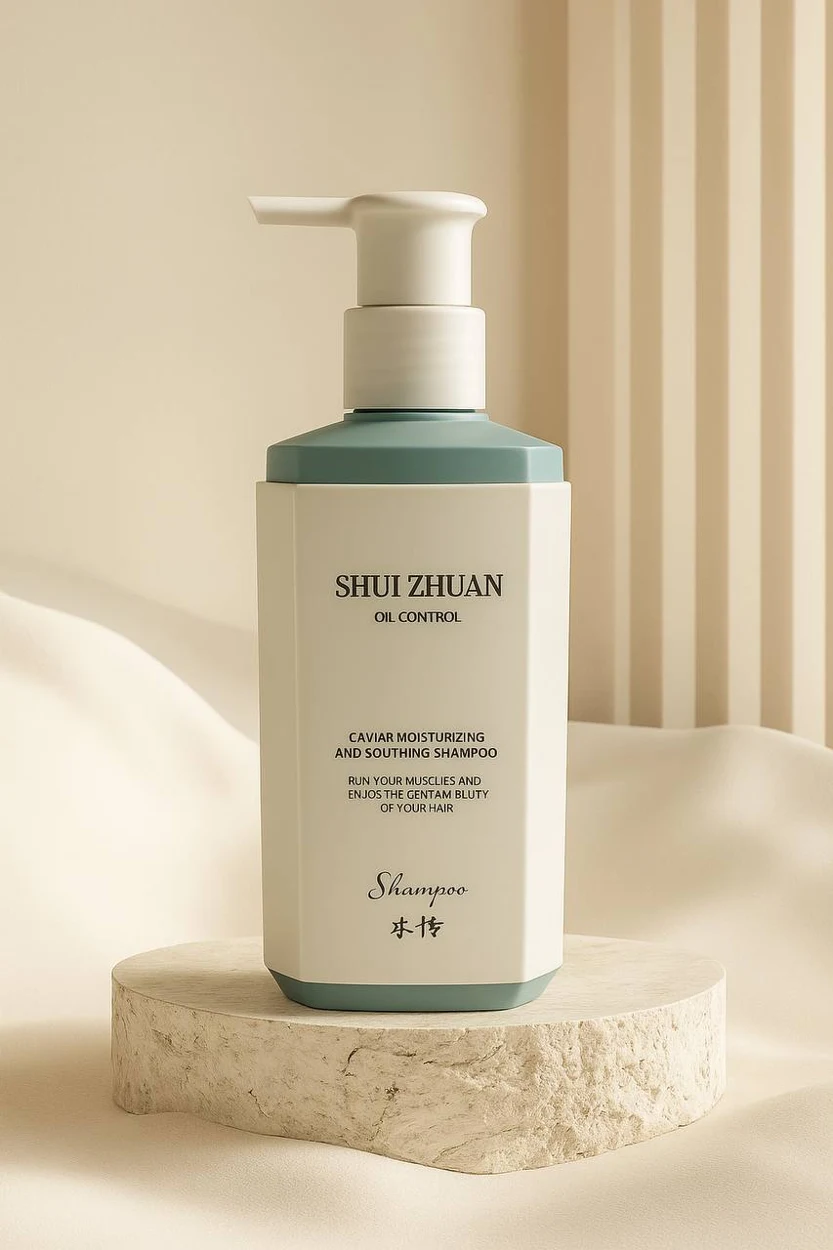 SHUI ZHUAN
OIL CONTROL
CAVIAR MOISTURIZING
AND SOUTHING SHAMPOO
RUN YOUR MUSCLIES AND
ENJOS THE GENTAM BLUTY
OF YOUR HAIR
Shampoo